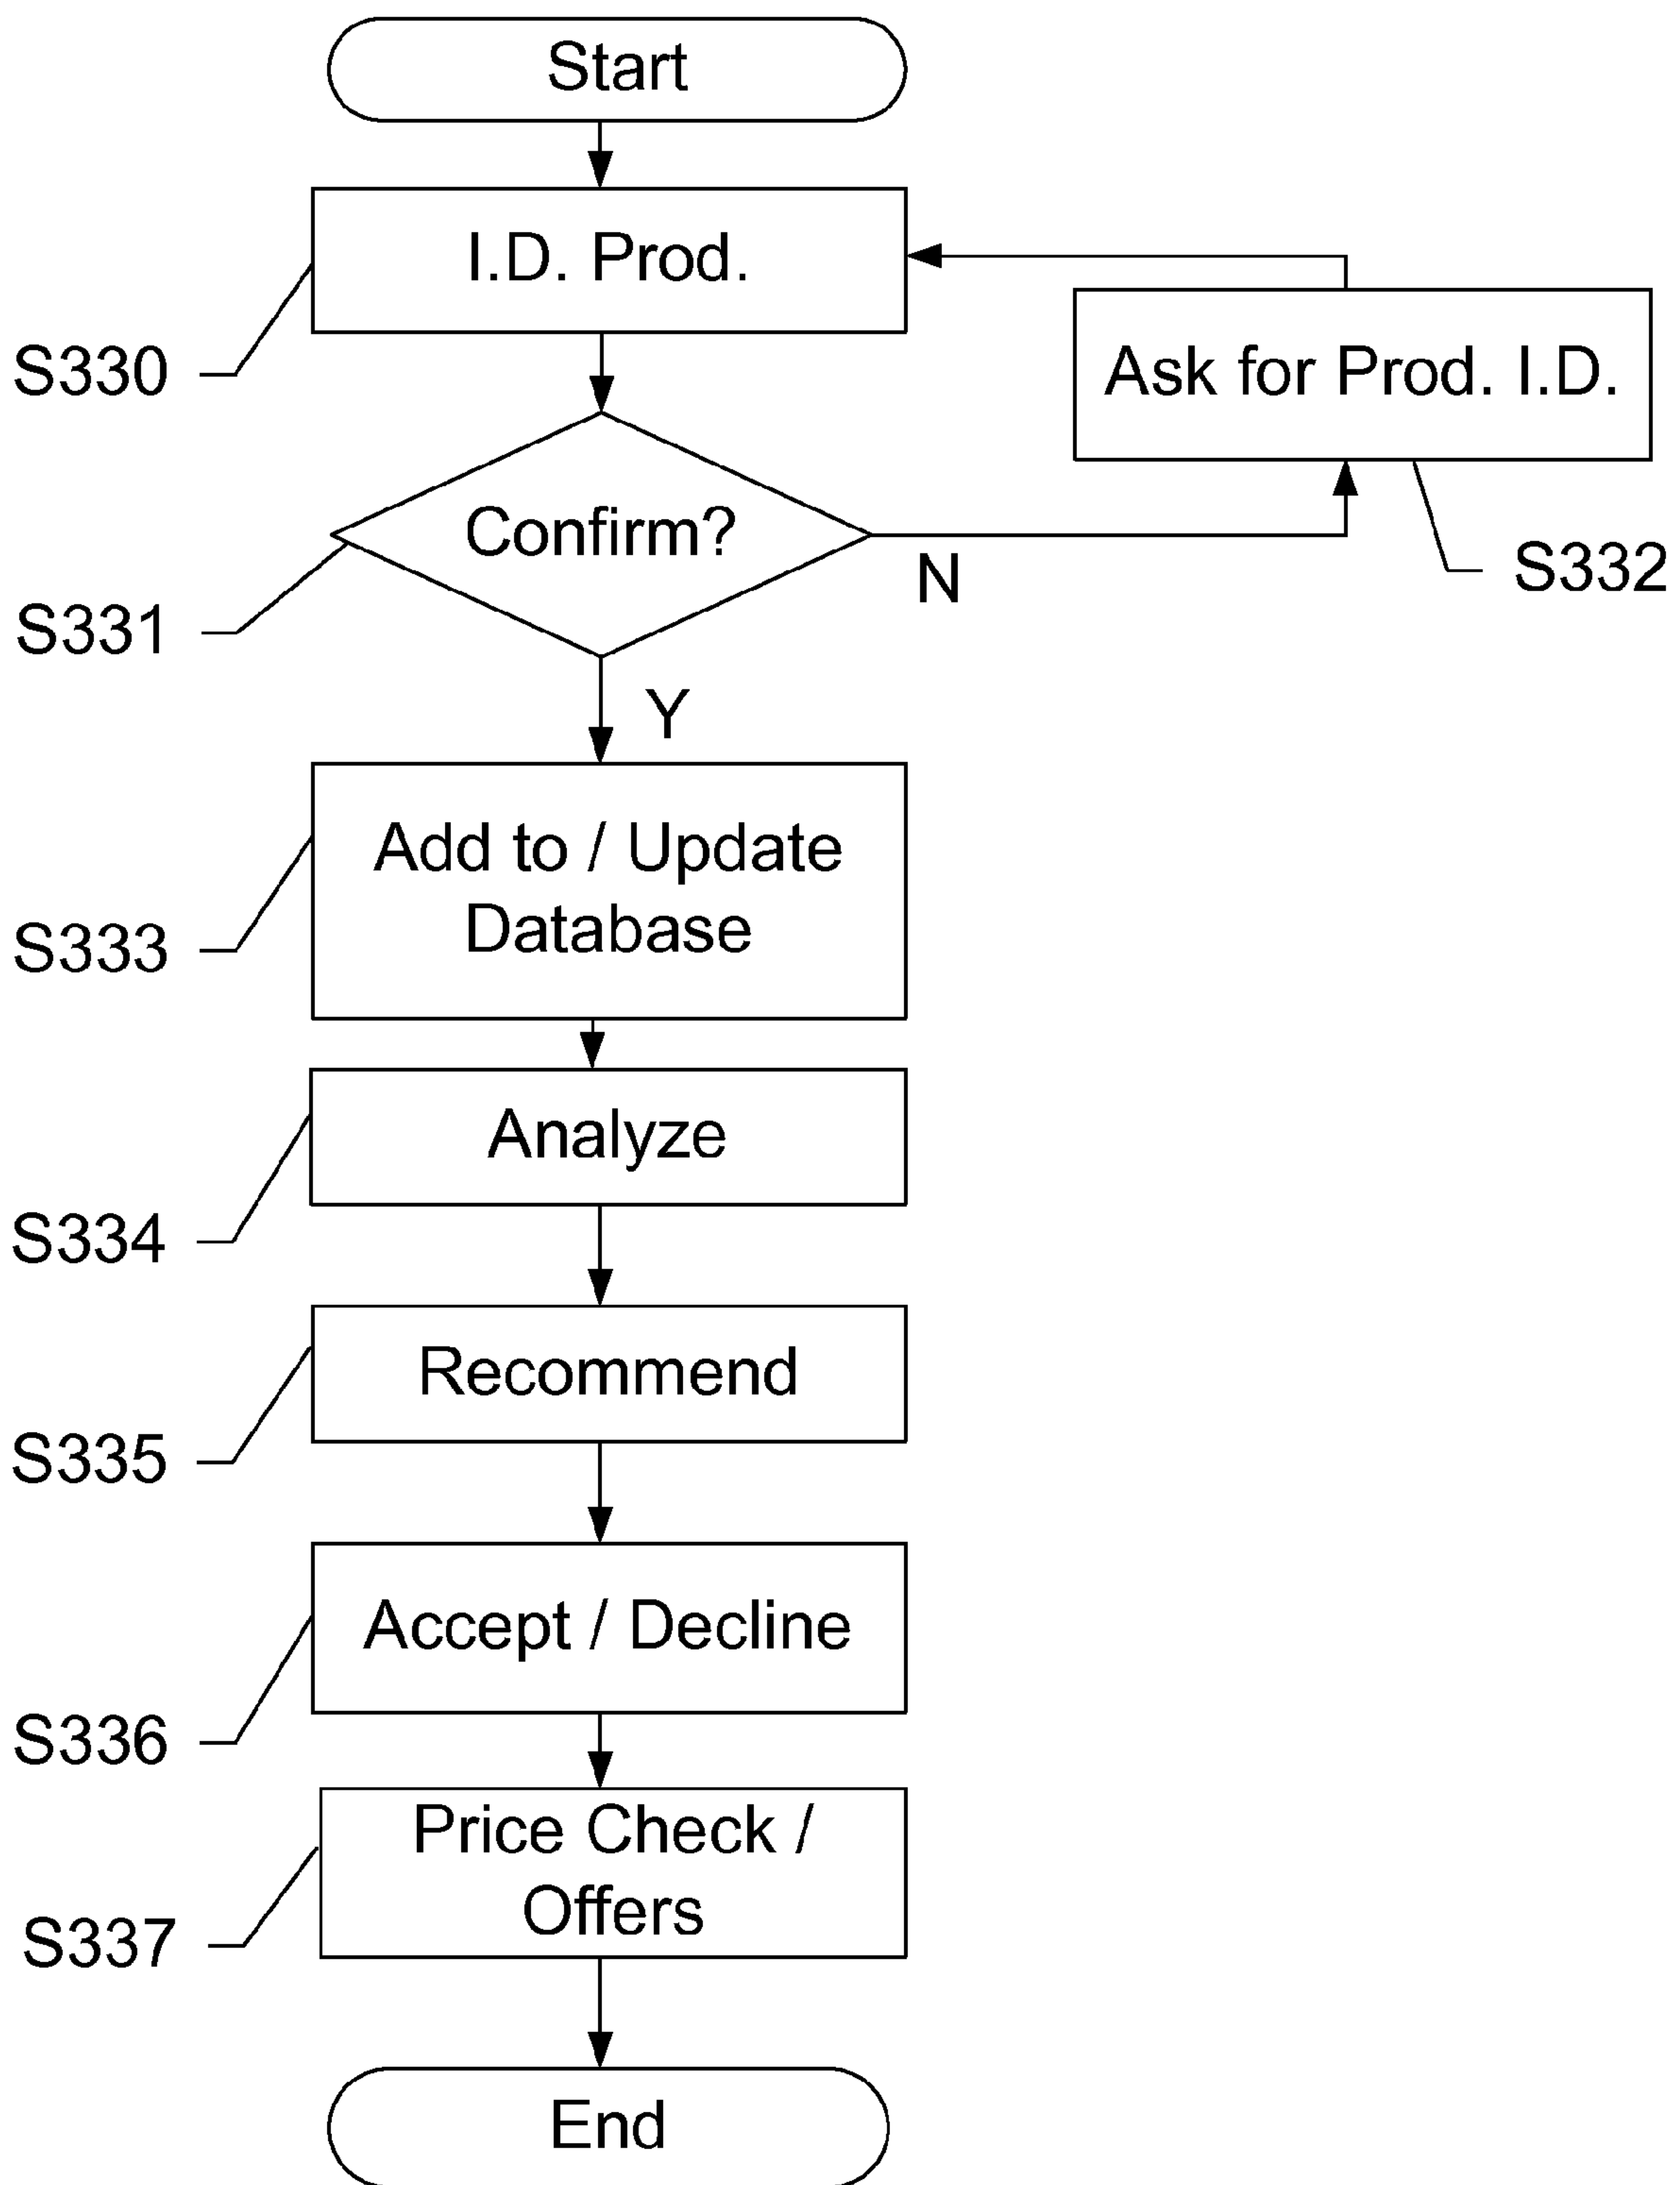 Start
I.D. Prod.
S330
Ask for Prod. I.D.
Confirm?
N
S332
S331
Y
Add to / Update
Database
S333
Analyze
S334
Recommend
S335
Accept / Decline
S336
Price Check /
Offers
S337
End